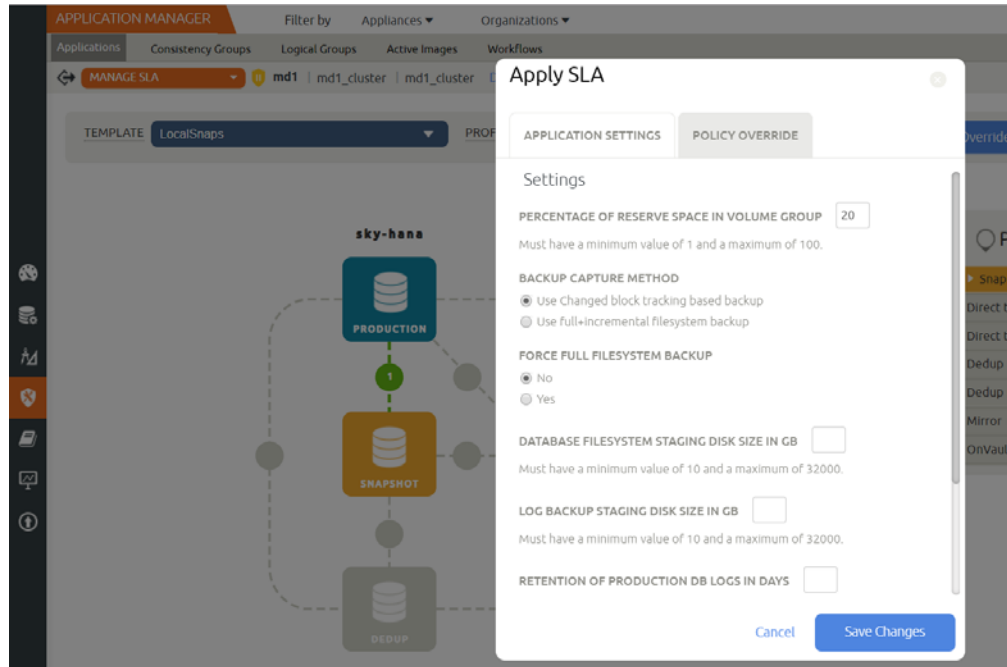 APPLICATION MANAGER Filter by Appliances Organizations
Applications Consistency Groups Logical Groups Active Images Workflows
MANAGE SLA md1 | md1_cluster | md1_cluster
TEMPLATE LocalSnaps
sky-hana
PRODUCTION
1
SNAPSHOT
DEDUP
Apply SLA
APPLICATION SETTINGS POLICY OVERRIDE
Settings
PERCENTAGE OF RESERVE SPACE IN VOLUME GROUP 20
Must have a minimum value of 1 and a maximum of 100.
BACKUP CAPTURE METHOD
Use Changed block tracking based backup
Use full+incremental filesystem backup
FORCE FULL FILESYSTEM BACKUP
No
Yes
DATABASE FILESYSTEM STAGING DISK SIZE IN GB
Must have a minimum value of 10 and a maximum of 32000.
LOG BACKUP STAGING DISK SIZE IN GB
Must have a minimum value of 10 and a maximum of 32000.
RETENTION OF PRODUCTION DB LOGS IN DAYS
Cancel Save Changes
Override
Snap
Direct t
Direct t
Dedup
Dedup
Mirror
OnVaul